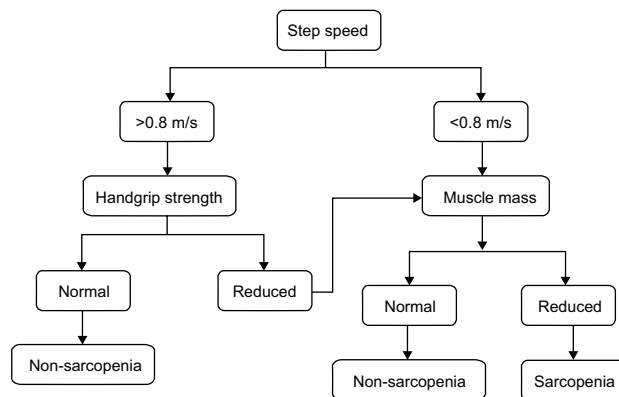 Step speed
>0.8 m/s
<0.8 m/s
Handgrip strength
Muscle mass
Normal
Reduced
Normal
Reduced
Non-sarcopenia
Non-sarcopenia
Sarcopenia